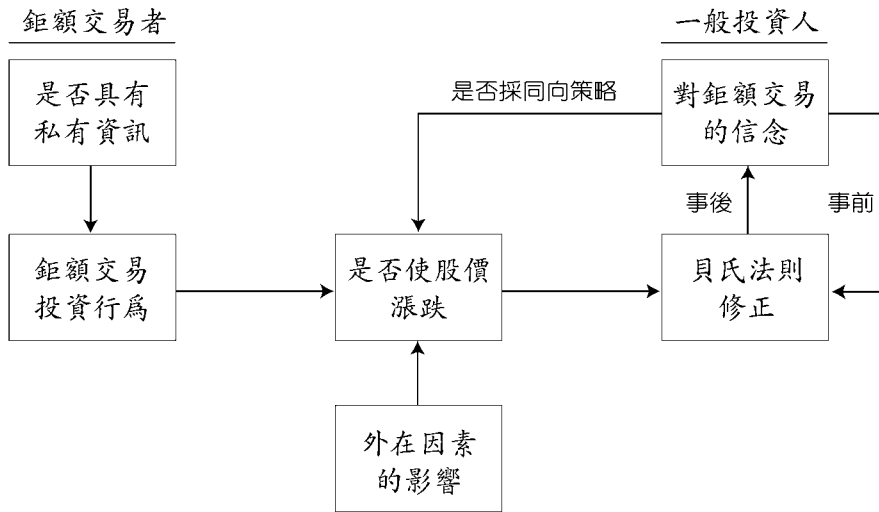 鉅額交易者
一般投資人
是否具有
私有資訊
是否採同向策略
對鉅額交易
的信念
事後
事前
鉅額交易
投資行爲
是否使股價
漲跌
貝氏法則
修正
外在因素
的影響